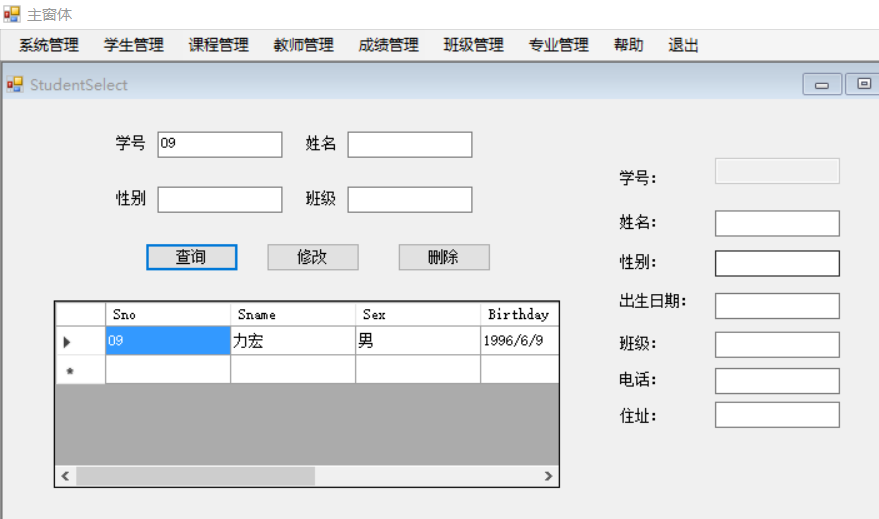 主窗体
系统管理 学生管理 课程管理 教师管理 成绩管理 班级管理 专业管理 帮助 退出
StudentSelect
学号 09 姓名
性别 班级
查询 修改 删除
Sno Sname Sex Birthday
09 力宏 男 1996/6/9
*
学号：
姓名：
性别：
出生日期：
班级：
电话：
住址：